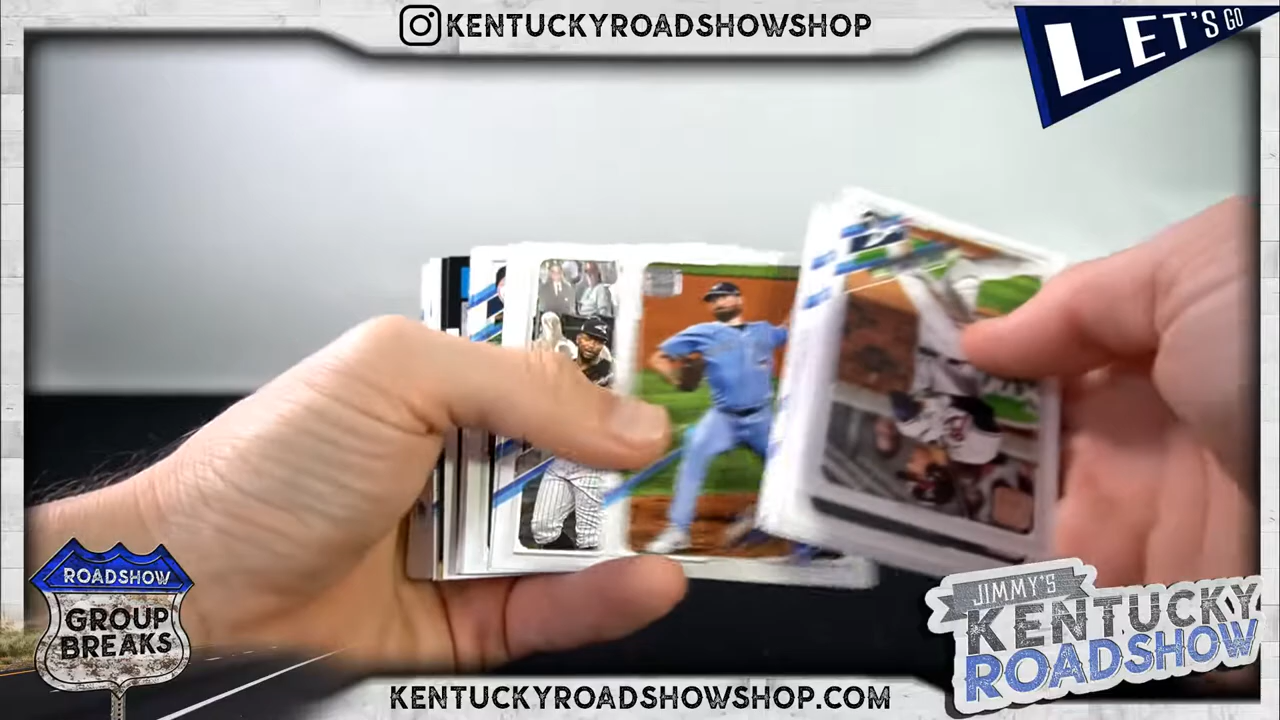 KENTUCKYROADSHOWSHOP
LET'S GO
ROADSHOW
GROUP
BREAKS
JIMMY'S
KENTUCKY
ROADSHOW
KENTUCKYROADSHOWSHOP.COM